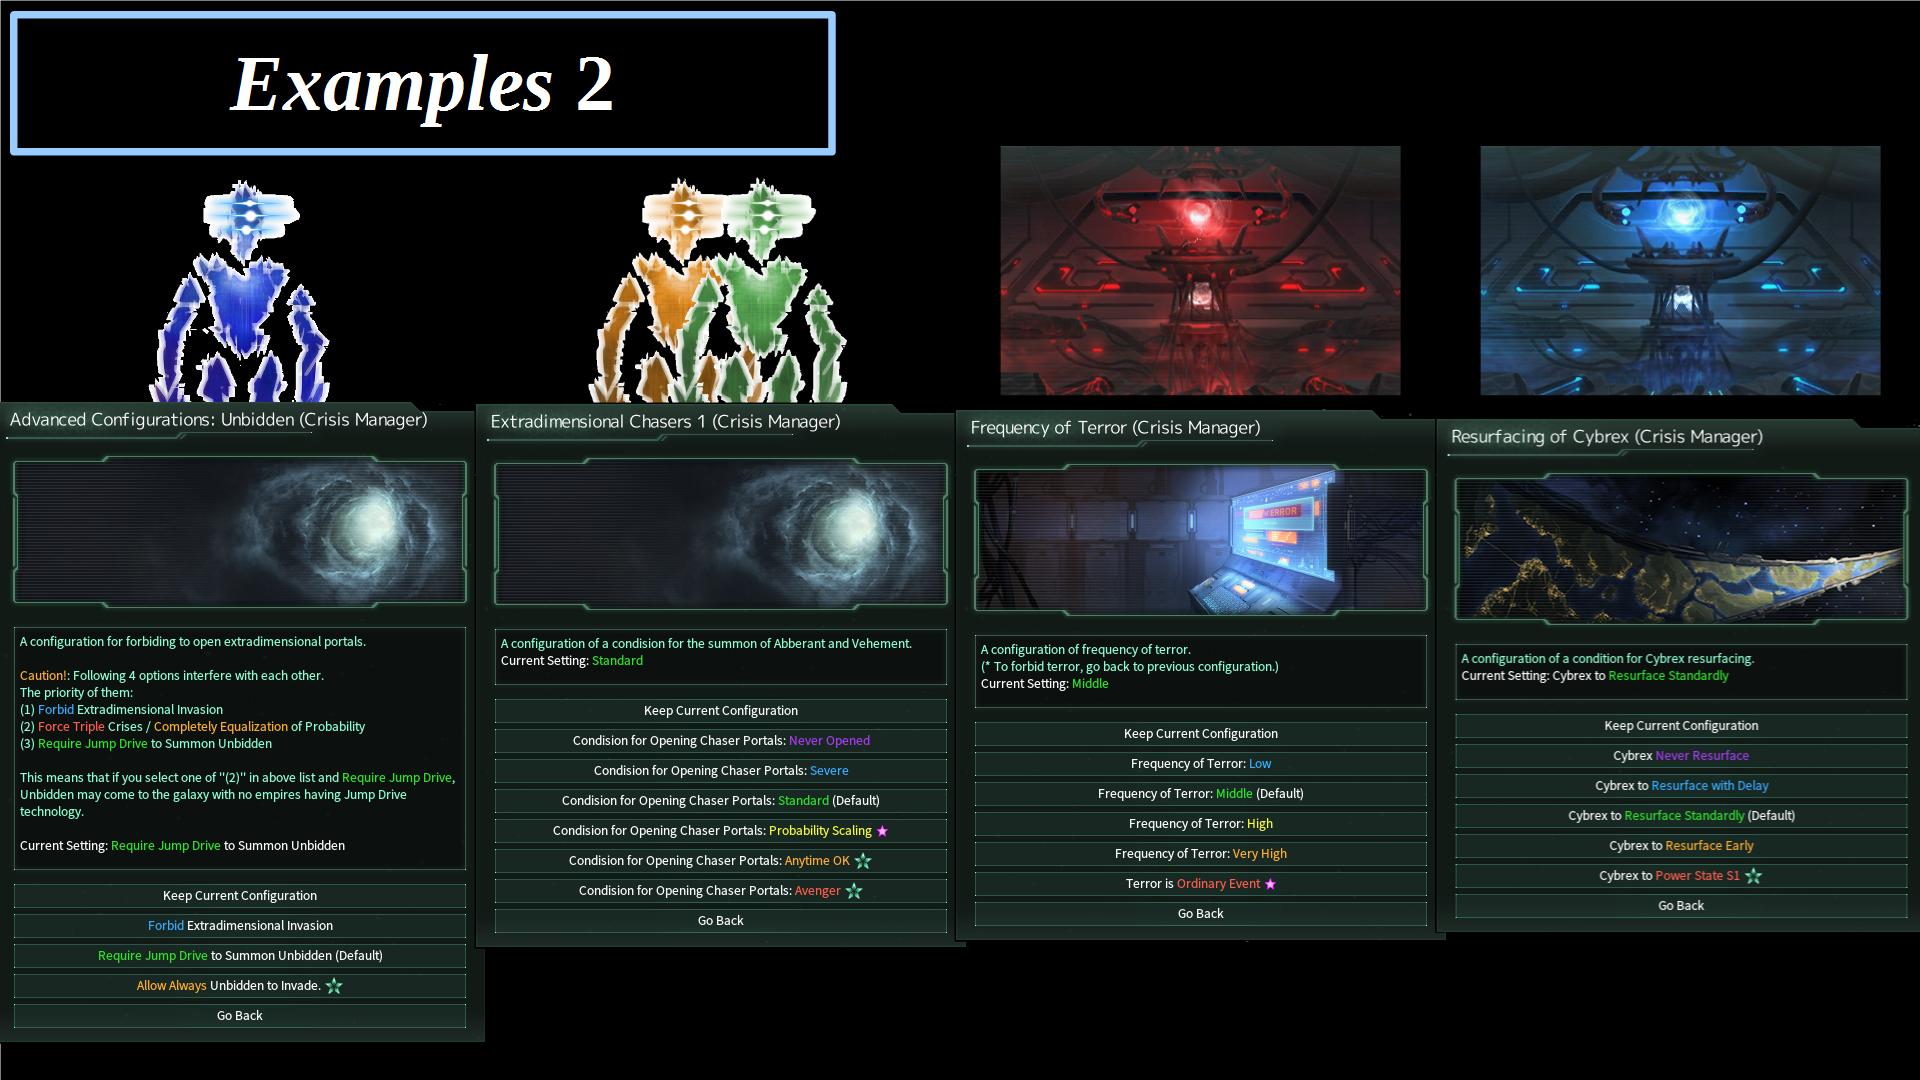 Examples 2
Advanced Configurations: Unbidden (Crisis Manager)
A configuration for forbiding to open extradimensional portals.
Caution!: Following 4 options interfere with each other.
The priority of them:
(1) Forbid Extradimensional Invasion
(2) Force Triple Crises / Completely Equalization of Probability
(3) Require Jump Drive to Summon Unbidden
This means that if you select one of "(2)" in above list and Require Jump Drive,
Unbidden may come to the galaxy with no empires having Jump Drive
technology.
Current Setting: Require Jump Drive to Summon Unbidden
Keep Current Configuration
Forbid Extradimensional Invasion
Require Jump Drive to Summon Unbidden (Default)
Allow Always Unbidden to Invade.
Go Back
Extradimensional Chasers 1 (Crisis Manager)
A configuration of a condision for the summon of Abberant and Vehement.
Current Setting: Standard
Keep Current Configuration
Condision for Opening Chaser Portals: Never Opened
Condision for Opening Chaser Portals: Severe
Condision for Opening Chaser Portals: Standard (Default)
Condision for Opening Chaser Portals: Probability Scaling
Condision for Opening Chaser Portals: Anytime OK
Condision for Opening Chaser Portals: Avenger
Go Back
Frequency of Terror (Crisis Manager)
ERROR
A configuration of frequency of terror.
(* To forbid terror, go back to previous configuration.)
Current Setting: Middle
Keep Current Configuration
Frequency of Terror: Low
Frequency of Terror: Middle (Default)
Frequency of Terror: High
Frequency of Terror: Very High
Terror is Ordinary Event
Go Back
Resurfacing of Cybrex (Crisis Manager)
A configuration of a condition for Cybrex resurfacing.
Current Setting: Cybrex to Resurface Standardly
Keep Current Configuration
Cybrex Never Resurface
Cybrex to Resurface with Delay
Cybrex to Resurface Standardly (Default)
Cybrex to Resurface Early
Cybrex to Power State S1
Go Back